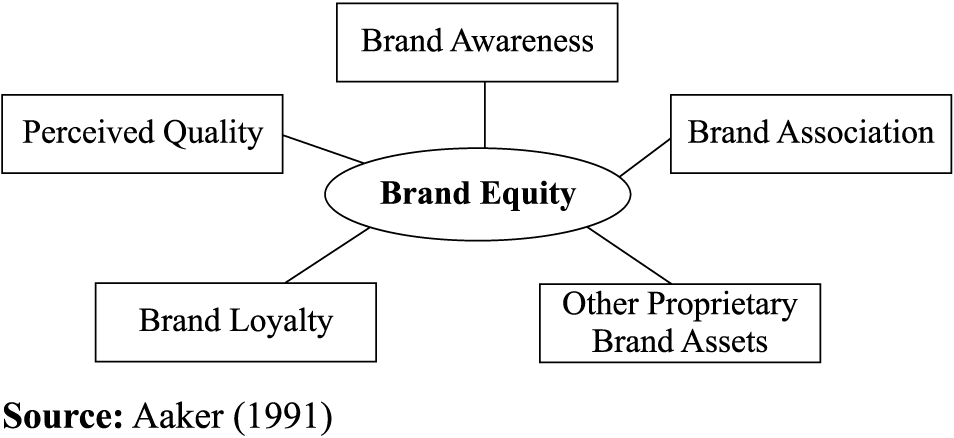 Brand Awareness
Perceived Quality
Brand Association
Brand Equity
Brand Loyalty
Other Proprietary
Brand Assets
Source: Aaker (1991)